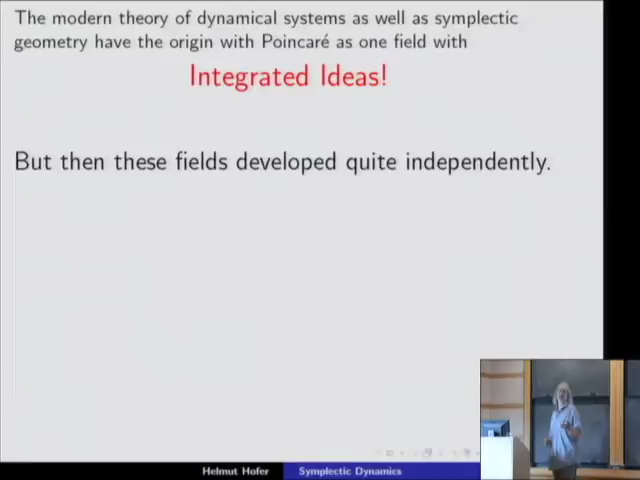 The modern theory of dynamical systems as well as symplectic
geometry have the origin with Poincaré as one field with
Integrated Ideas!
But then these fields developed quite independently.
Helmut Hofer Symplectic Dynamics